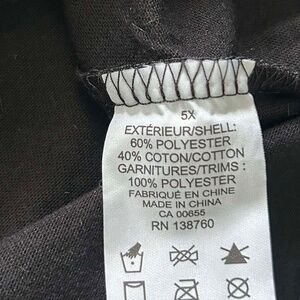 5X
EXTÉRIEUR/SHELL:
60% POLYESTER
40% COTON/COTTON
GARNITURES/TRIMS :
100% POLYESTER
FABRIQUÉ EN CHINE
MADE IN CHINA
CA 00655
RN 138760